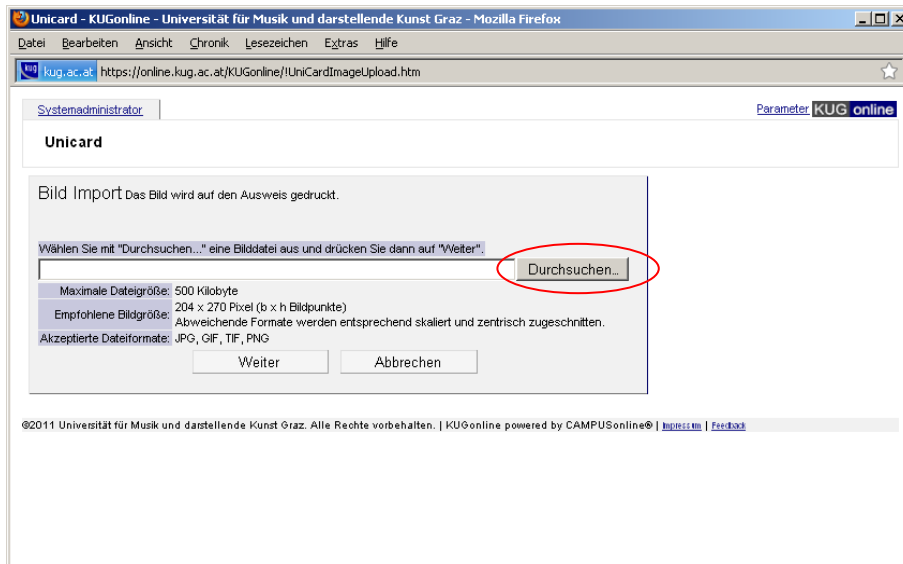 Unicard - KUGonline - Universität für Musik und darstellende Kunst Graz - Mozilla Firefox
Datei Bearbeiten Ansicht Chronik Lesezeichen Extras Hilfe
kug kug.ac.at https://online.kug.ac.at/KUGonline/!UniCardImageUpload.htm
Systemadministrator Parameter KUG online
Unicard
Bild Import Das Bild wird auf den Ausweis gedruckt.
Wählen Sie mit "Durchsuchen..." eine Bilddatei aus und drücken Sie dann auf "Weiter".
Durchsuchen...
Maximale Dateigröße: 500 Kilobyte
Empfohlene Bildgröße: 204 x 270 Pixel (b x h Bildpunkte)
Abweichende Formate werden entsprechend skaliert und zentrisch zugeschnitten.
Akzeptierte Dateiformate: JPG, GIF, TIF, PNG
Weiter Abbrechen
©2011 Universität für Musik und darstellende Kunst Graz. Alle Rechte vorbehalten. | KUGonline powered by CAMPUSonline® | Impressum | Feedback